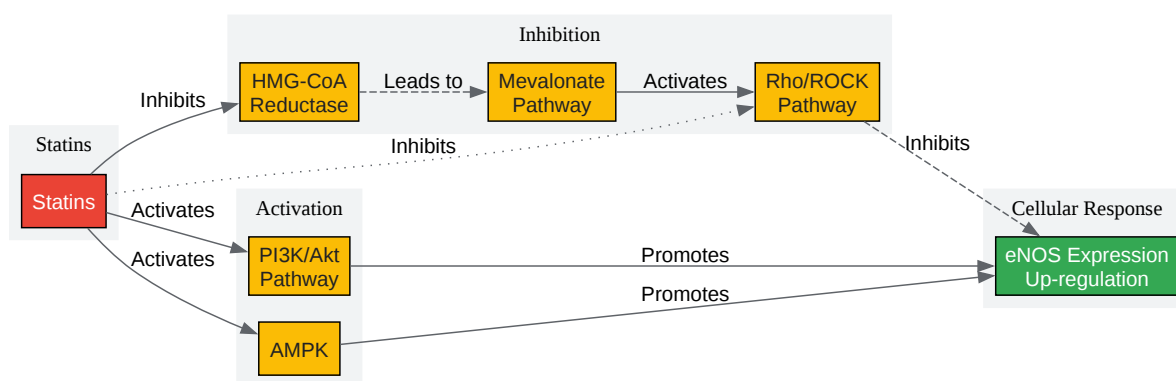 Inhibition
HMG-CoA
Reductase
Leads to
Mevalonate
Pathway
Activates
Rho/ROCK
Pathway
Inhibits
Inhibits
Inhibits
Statins
Statins
Activates
Activates
Activation
PI3K/Akt
Pathway
AMPK
Promotes
Promotes
Cellular Response
eNOS Expression
Up-regulation